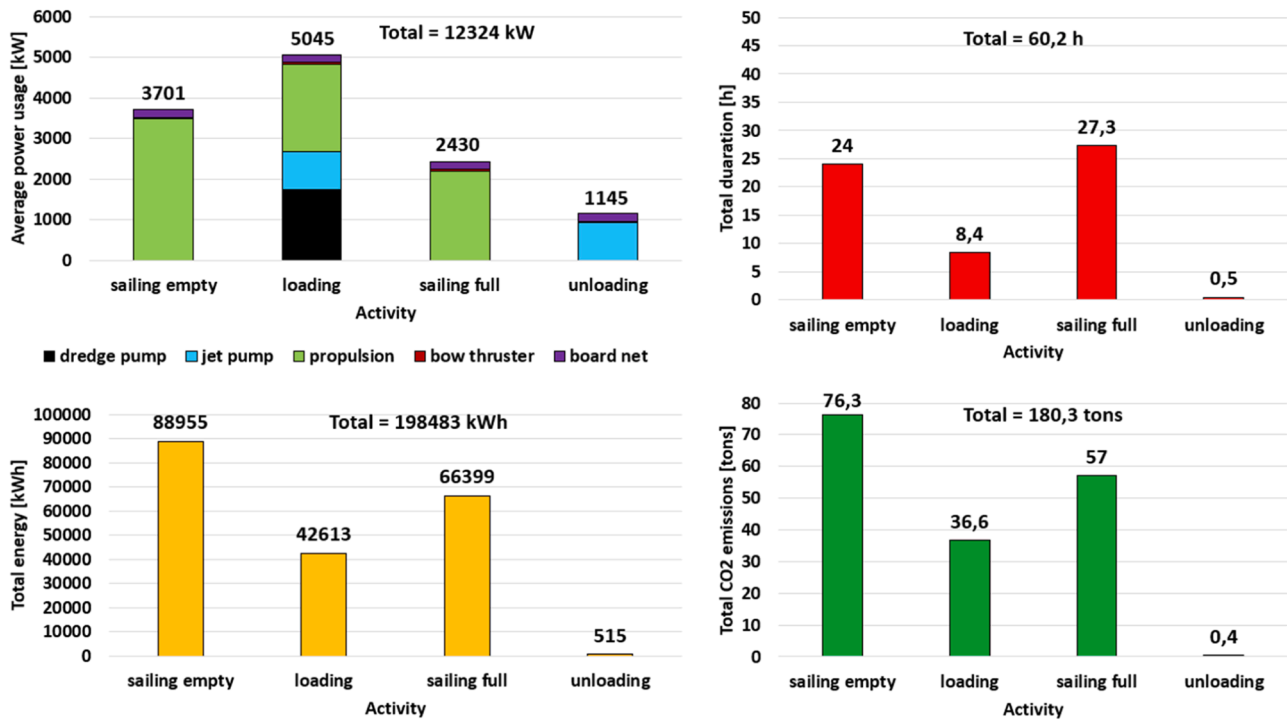 Average power usage [kW]
6000
5000
4000
3000
2000
1000
0
Total = 12324 kW
3701
5045
2430
1145
sailing empty
loading
sailing full
unloading
Activity
dredge pump
jet pump
propulsion
bow thruster
board net
Total duaration [h]
50
45
40
35
30
25
20
15
10
5
0
Total = 60,2 h
24
8,4
27,3
0,5
sailing empty
loading
sailing full
unloading
Activity
Total energy [kWh]
100000
90000
80000
70000
60000
50000
40000
30000
20000
10000
0
Total = 198483 kWh
88955
42613
66399
515
sailing empty
loading
sailing full
unloading
Activity
Total CO2 emissions [tons]
80
70
60
50
40
30
20
10
0
Total = 180,3 tons
76,3
36,6
57
0,4
sailing empty
loading
sailing full
unloading
Activity